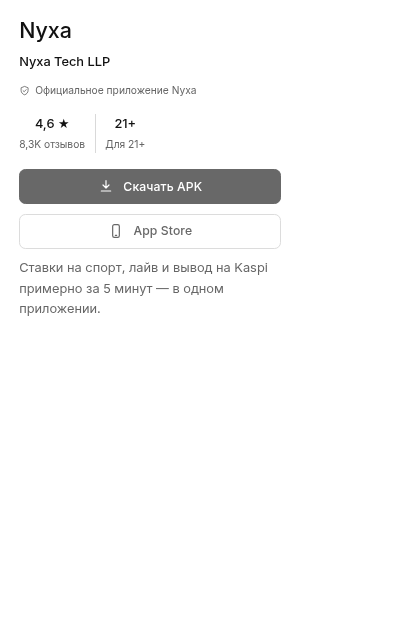 Nyxa
Nyxa Tech LLP
Официальное приложение Nyxa
4,6 ★
21+
8,3K отзывов
Для 21+
Скачать APK
App Store
Ставки на спорт, лайв и вывод на Kaspi
примерно за 5 минут — в одном
приложении.